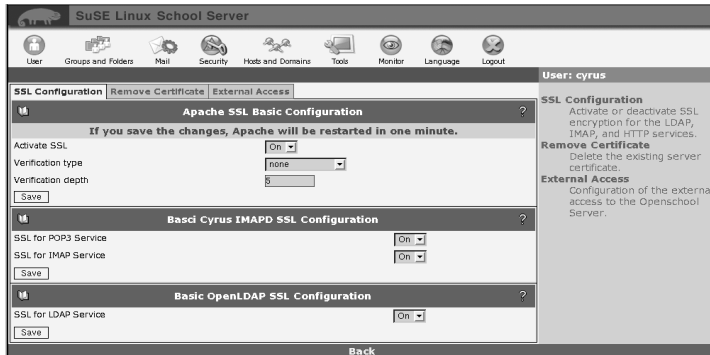 SuSE Linux School Server
User Groups and Folders Mail Security Hosts and Domains Tools Monitor Language Logout
User: cyrus
SSL Configuration Remove Certificate External Access
Apache SSL Basic Configuration ?
If you save the changes, Apache will be restarted in one minute.
Activate SSL On
Verification type none
Verification depth 5
Save
Basci Cyrus IMAPD SSL Configuration ?
SSL for POP3 Service On
SSL for IMAP Service On
Save
Basic OpenLDAP SSL Configuration ?
SSL for LDAP Service On
Save
Back
SSL Configuration
Activate or deactivate SSL
encryption for the LDAP,
IMAP, and HTTP services.
Remove Certificate
Delete the existing server
certificate.
External Access
Configuration of the externa
access to the Openschool
Server.